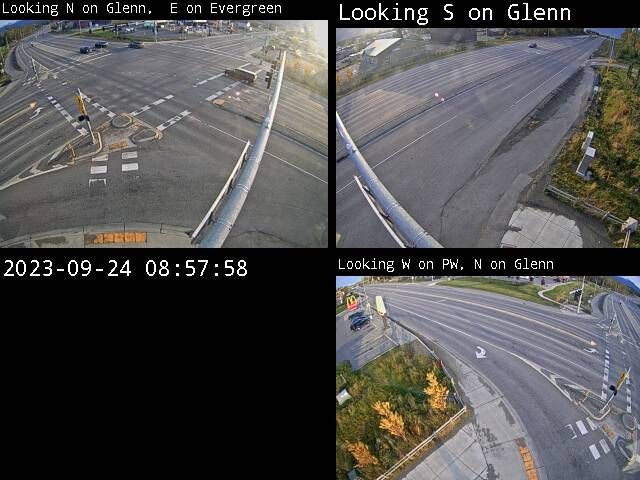 Looking N on Glenn,  E on Evergreen
Looking S on Glenn
2023-09-24 08:57:58
Looking W on PW, N on Glenn